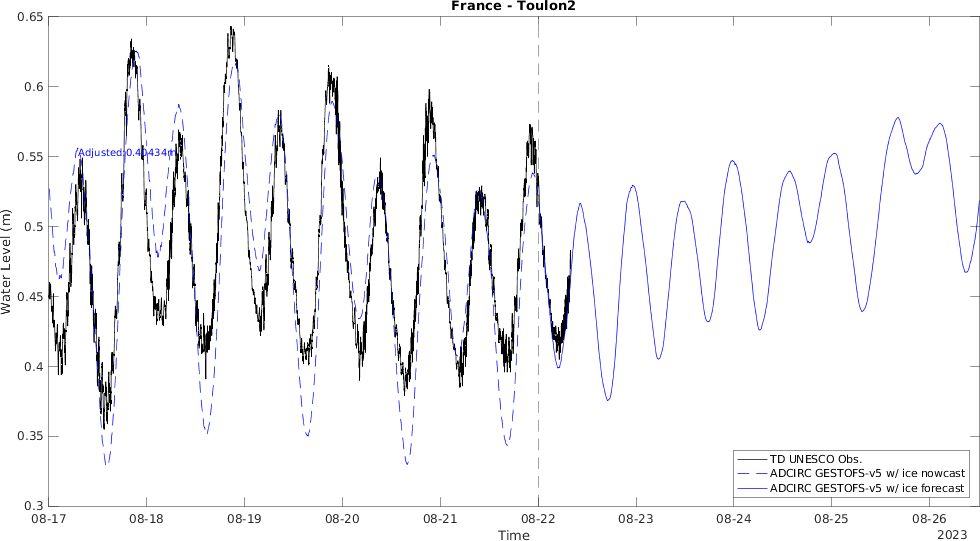 France - Toulon2
0.65
0.6
0.55
0.5
0.45
0.4
0.35
0.3
Water Level (m)
Adjusted:0.40434m
08-17 08-18 08-19 08-20 08-21 08-22 08-23 08-24 08-25 08-26
Time
2023
TD UNESCO Obs.
ADCIRC GESTOFS-v5 w/ ice nowcast
ADCIRC GESTOFS-v5 w/ ice forecast